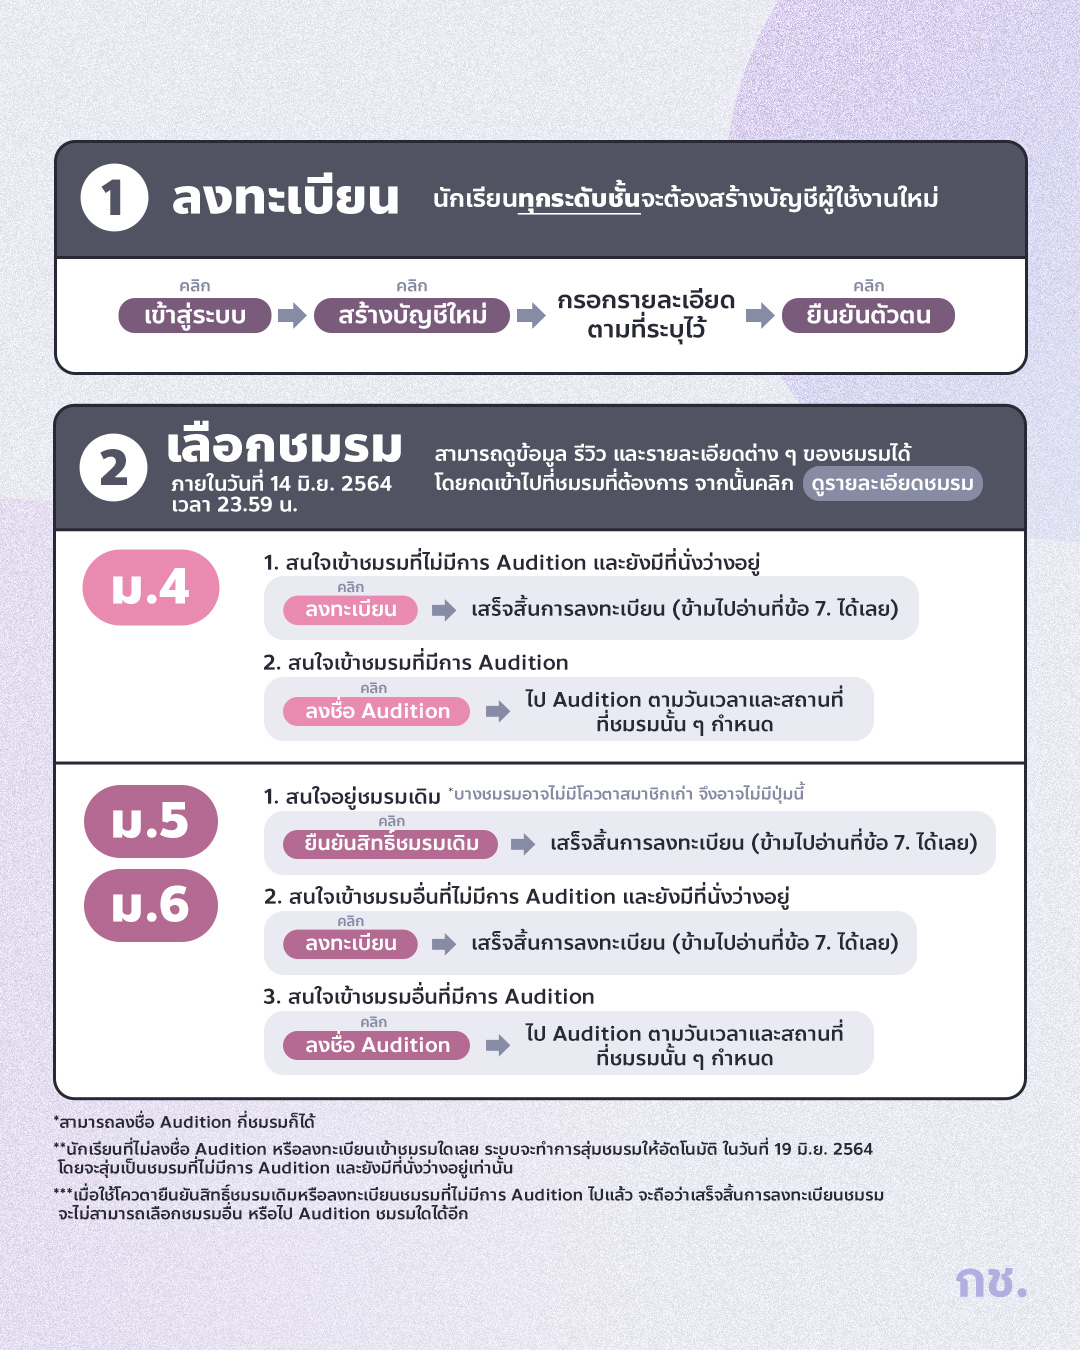 1 ลงทะเบียน นักเรียนทุกระดับชั้นจะต้องสร้างบัญชีผู้ใช้งานใหม่
คลิก คลิก คลิก
เข้าสู่ระบบ สร้างบัญชีใหม่ กรอกรายละเอียด ยืนยันตัวตน
ตามที่ระบุไว้
2 เลือกชมรม
ภายในวันที่ 14 มิ.ย. 2564
เวลา 23.59 น.
สามารถดูข้อมูล รีวิว และรายละเอียดต่าง ๆ ของชมรมได้
โดยกดเข้าไปที่ชมรมที่ต้องการ จากนั้นคลิก ดูรายละเอียดชมรม
ม.4
1. สนใจเข้าชมรมที่ไม่มีการ Audition และยังมีที่นั่งว่างอยู่
คลิก
ลงทะเบียน เสร็จสิ้นการลงทะเบียน (ข้ามไปอ่านที่ข้อ 7. ได้เลย)
2. สนใจเข้าชมรมที่มีการ Audition
คลิก
ลงชื่อ Audition ไป Audition ตามวันเวลาและสถานที่
ที่ชมรมนั้น ๆ กำหนด
ม.5
ม.6
1. สนใจอยู่ชมรมเดิม *บางชมรมอาจไม่มีโควตาสมาชิกเก่า จึงอาจไม่มีปุ่มนี้
คลิก
ยืนยันสิทธิ์ชมรมเดิม เสร็จสิ้นการลงทะเบียน (ข้ามไปอ่านที่ข้อ 7. ได้เลย)
2. สนใจเข้าชมรมอื่นที่ไม่มีการ Audition และยังมีที่นั่งว่างอยู่
คลิก
ลงทะเบียน เสร็จสิ้นการลงทะเบียน (ข้ามไปอ่านที่ข้อ 7. ได้เลย)
3. สนใจเข้าชมรมอื่นที่มีการ Audition
คลิก
ลงชื่อ Audition ไป Audition ตามวันเวลาและสถานที่
ที่ชมรมนั้น ๆ กำหนด
*สามารถลงชื่อ Audition กี่ชมรมก็ได้
**นักเรียนที่ไม่ลงชื่อ Audition หรือลงทะเบียนเข้าชมรมใดเลย ระบบจะทำการสุ่มชมรมให้อัตโนมัติ ในวันที่ 19 มิ.ย. 2564
โดยจะสุ่มเป็นชมรมที่ไม่มีการ Audition และยังมีที่นั่งว่างอยู่เท่านั้น
***เมื่อใช้โควตายืนยันสิทธิ์ชมรมเดิมหรือลงทะเบียนชมรมที่ไม่มีการ Audition ไปแล้ว จะถือว่าเสร็จสิ้นการลงทะเบียนชมรม
จะไม่สามารถเลือกชมรมอื่น หรือไป Audition ชมรมใดได้อีก
กช.